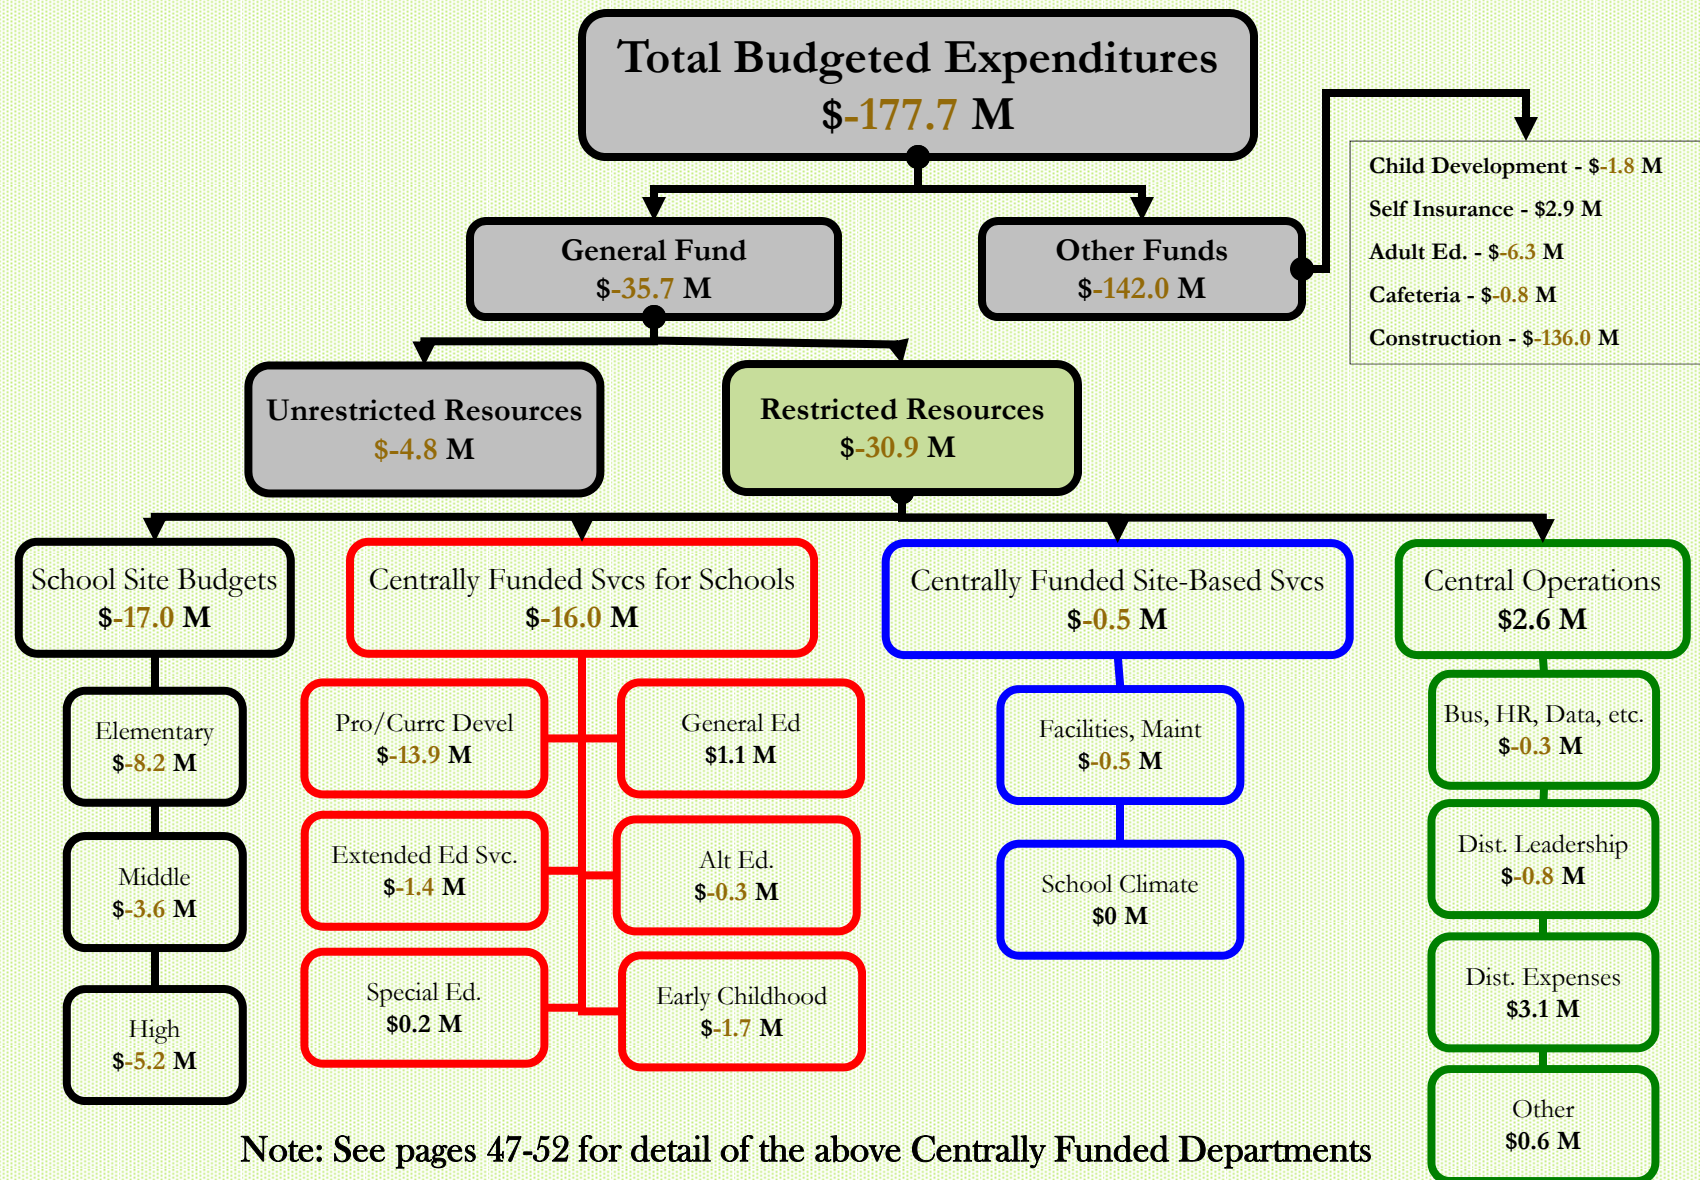 Total Budgeted Expenditures
$-177.7 M
Child Development - $-1.8 M
Self Insurance - $2.9 M
Adult Ed. - $-6.3 M
Cafeteria - $-0.8 M
Construction - $-136.0 M
General Fund
$-35.7 M
Other Funds
$-142.0 M
Unrestricted Resources
$-4.8 M
Restricted Resources
$-30.9 M
School Site Budgets
$-17.0 M
Elementary
$-8.2 M
Middle
$-3.6 M
High
$-5.2 M
Centrally Funded Svcs for Schools
$-16.0 M
Pro/Currc Devel
$-13.9 M
General Ed
$1.1 M
Extended Ed Svc.
$-1.4 M
Alt Ed.
$-0.3 M
Special Ed.
$0.2 M
Early Childhood
$-1.7 M
Centrally Funded Site-Based Svcs
$-0.5 M
Facilities, Maint
$-0.5 M
School Climate
$0 M
Central Operations
$2.6 M
Bus, HR, Data, etc.
$-0.3 M
Dist. Leadership
$-0.8 M
Dist. Expenses
$3.1 M
Other
$0.6 M
Note: See pages 47-52 for detail of the above Centrally Funded Departments